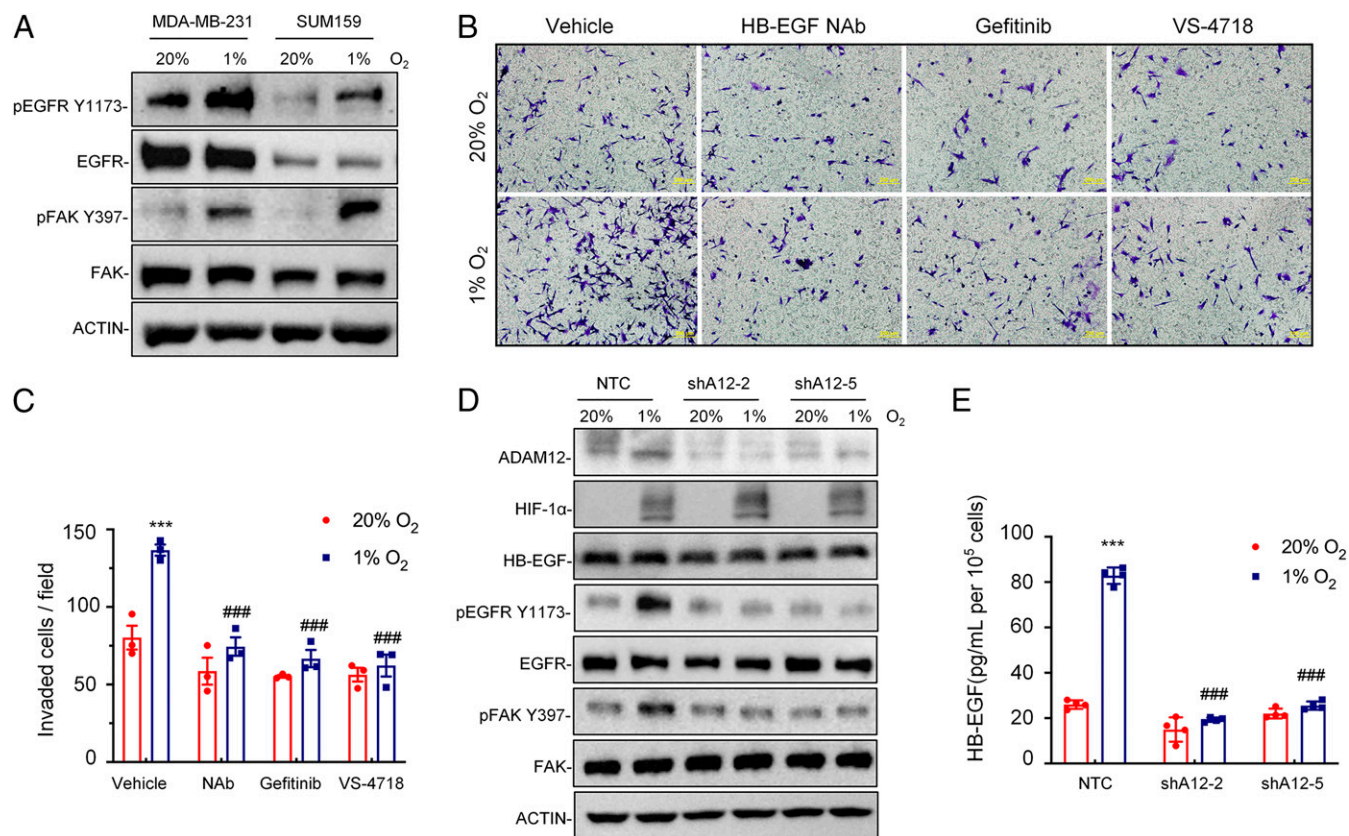 A
MDA-MB-231 SUM159
20% 1% 20% 1% O2
pEGFR Y1173-
EGFR-
pFAK Y397-
FAK-
ACTIN-
B
Vehicle HB-EGF NAb Gefitinib VS-4718
20% O2
1% O2
C
Invaded cells / field
150
100
50
0
***
###
###
###
20% O2
1% O2
Vehicle NAb Gefitinib VS-4718
D
NTC shA12-2 shA12-5
20% 1% 20% 1% 20% 1% O2
ADAM12-
HIF-1α-
HB-EGF-
pEGFR Y1173-
EGFR-
pFAK Y397-
FAK-
ACTIN-
E
HB-EGF(pg/mL per 10^5 cells)
100
80
60
40
20
0
***
###
###
20% O2
1% O2
NTC shA12-2 shA12-5